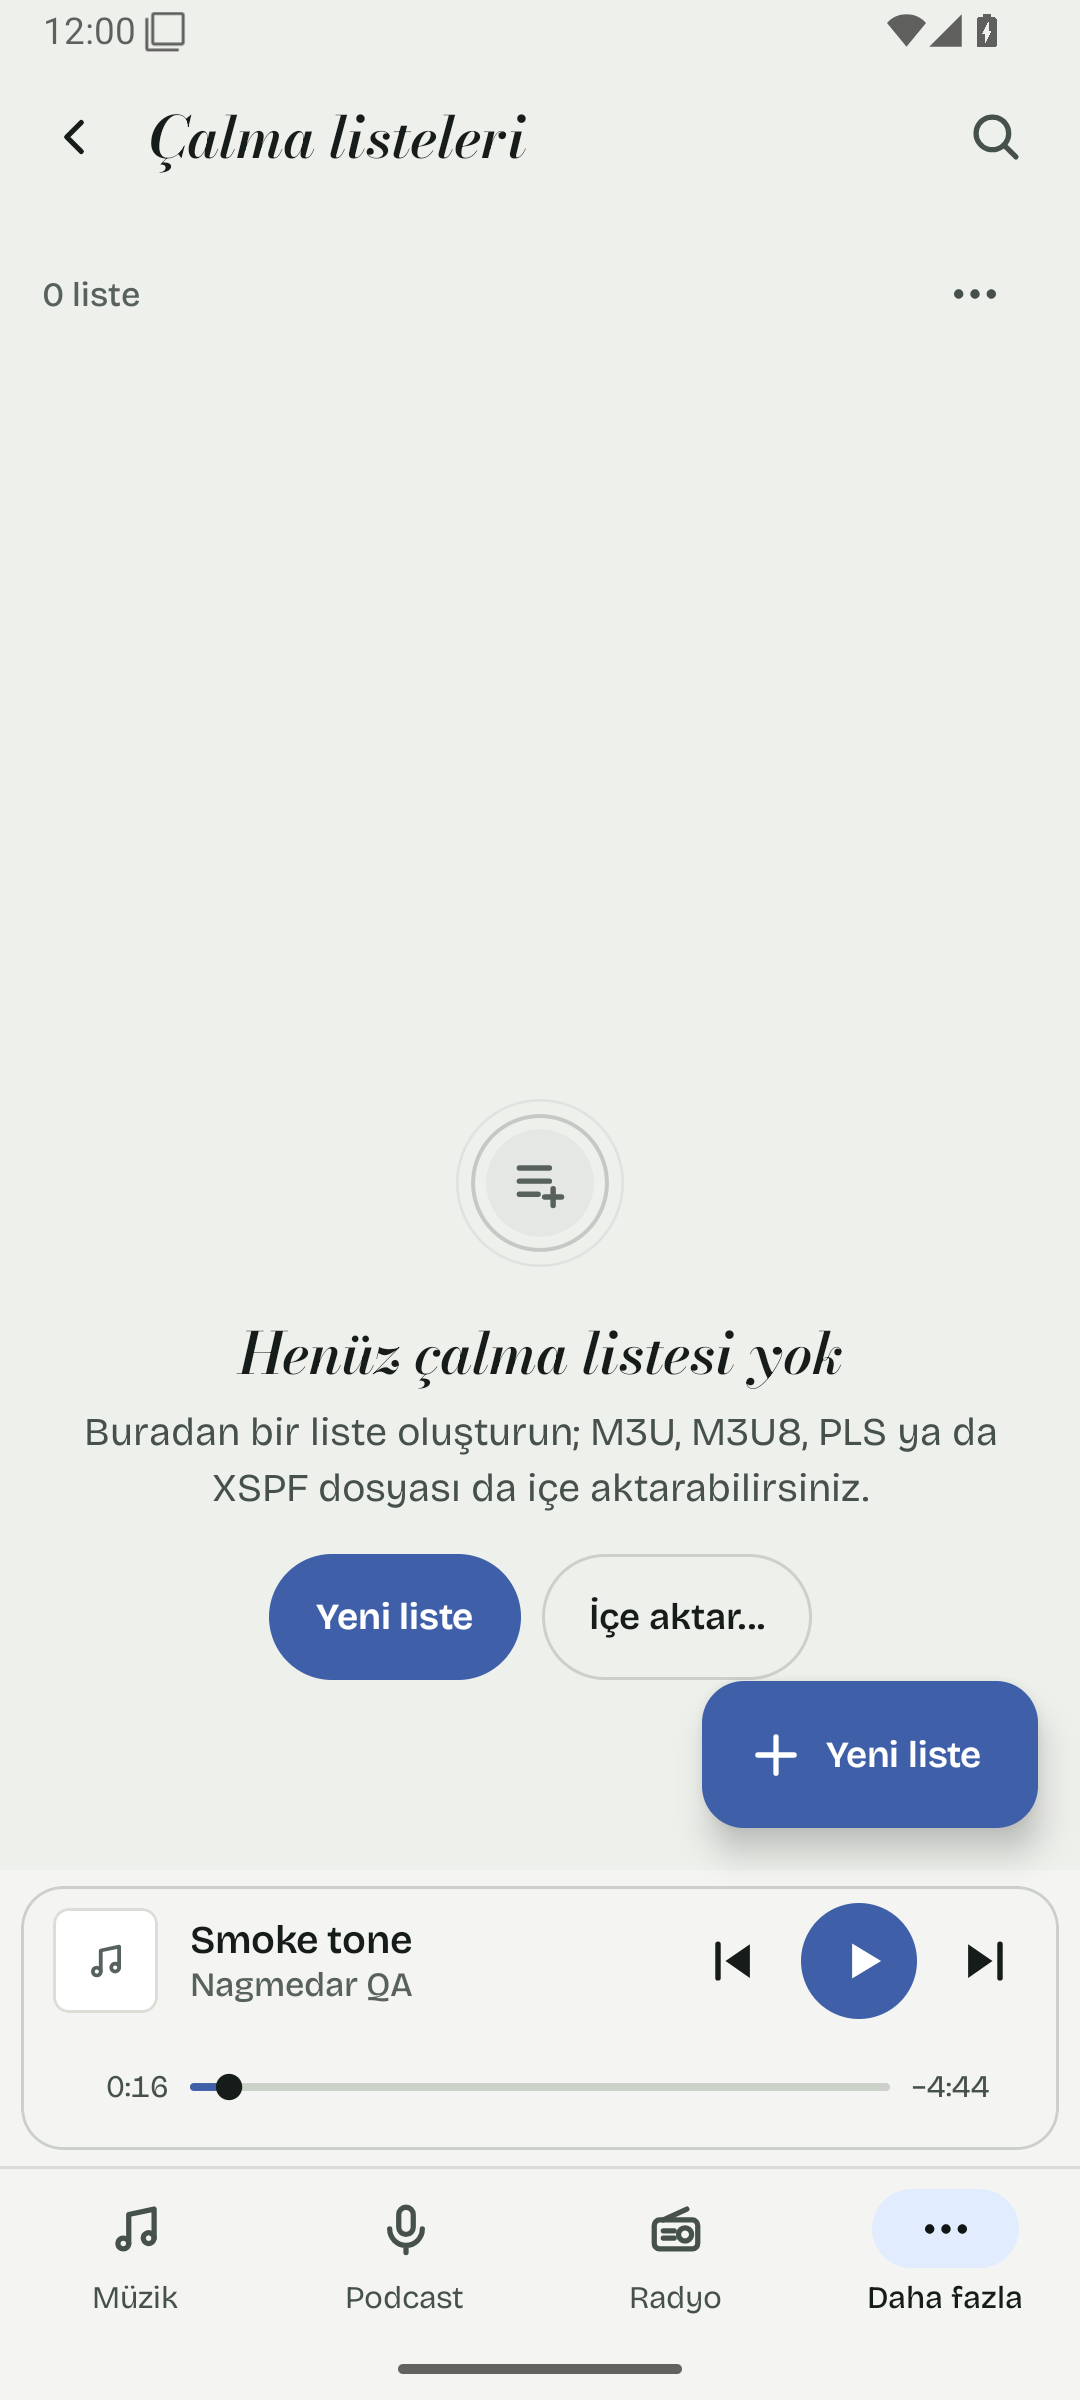 12:00
Çalma listeleri
0 liste
Henüz çalma listesi yok
Buradan bir liste oluşturun; M3U, M3U8, PLS ya da
XSPF dosyası da içe aktarabilirsiniz.
Yeni liste
İçe aktar...
Yeni liste
Smoke tone
Nagmedar QA
0:16
−4:44
Müzik
Podcast
Radyo
Daha fazla